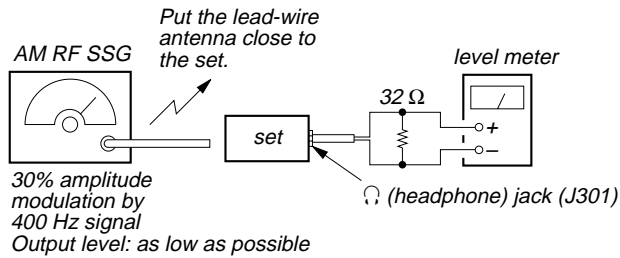 Put the lead-wire
antenna close to
the set.
AM RF SSG
level meter
32 Ω
set
+
–
(headphone) jack (J301)
30% amplitude
modulation by
400 Hz signal
Output level: as low as possible